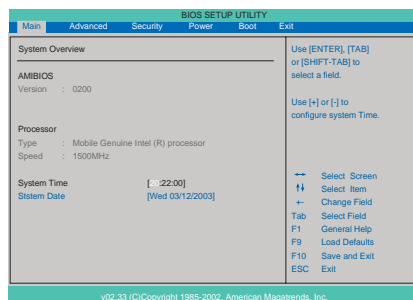 BIOS SETUP UTILITY
Main Advanced Security Power Boot Exit
System Overview
AMIBIOS
Version : 0200
Processor
Type : Mobile Genuine Intel (R) processor
Speed : 1500MHz
System Time [ :22:00]
Ststem Date [Wed 03/12/2003]
Use [ENTER], [TAB]
or [SHIFT-TAB] to
select a field.
Use [+] or [-] to
configure system Time.
↔ Select Screen
↑↓ Select Item
+- Change Field
Tab Select Field
F1 General Help
F9 Load Defaults
F10 Save and Exit
ESC Exit
v02.33 (C)Copyright 1985-2002, American Magatrends, Inc.